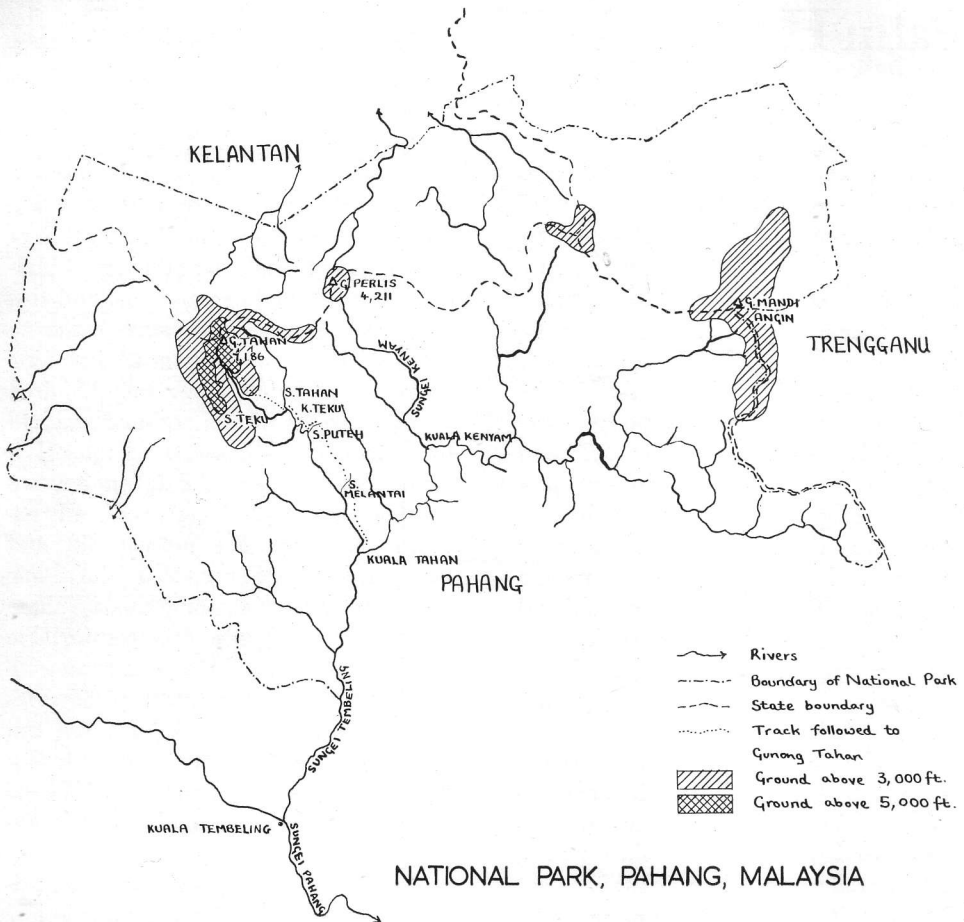 KELANTAN
G. PERLIS
4,211
G. MANDI
ANGIN
TRENGGANU
G. TAHAN
7,186
SUNGEI KENYAM
S. TAHAN
K. TEKU
S. TEKU
S. PUTEH
KUALA KENYAM
S.
MELANTAI
KUALA TAHAN
PAHANG
Rivers
Boundary of National Park
State boundary
Track followed to
Gunong Tahan
Ground above 3,000 ft.
Ground above 5,000 ft.
SUNGEI TEMBELING
KUALA TEMBELING
SUNGEI PAHANG
NATIONAL PARK, PAHANG, MALAYSIA